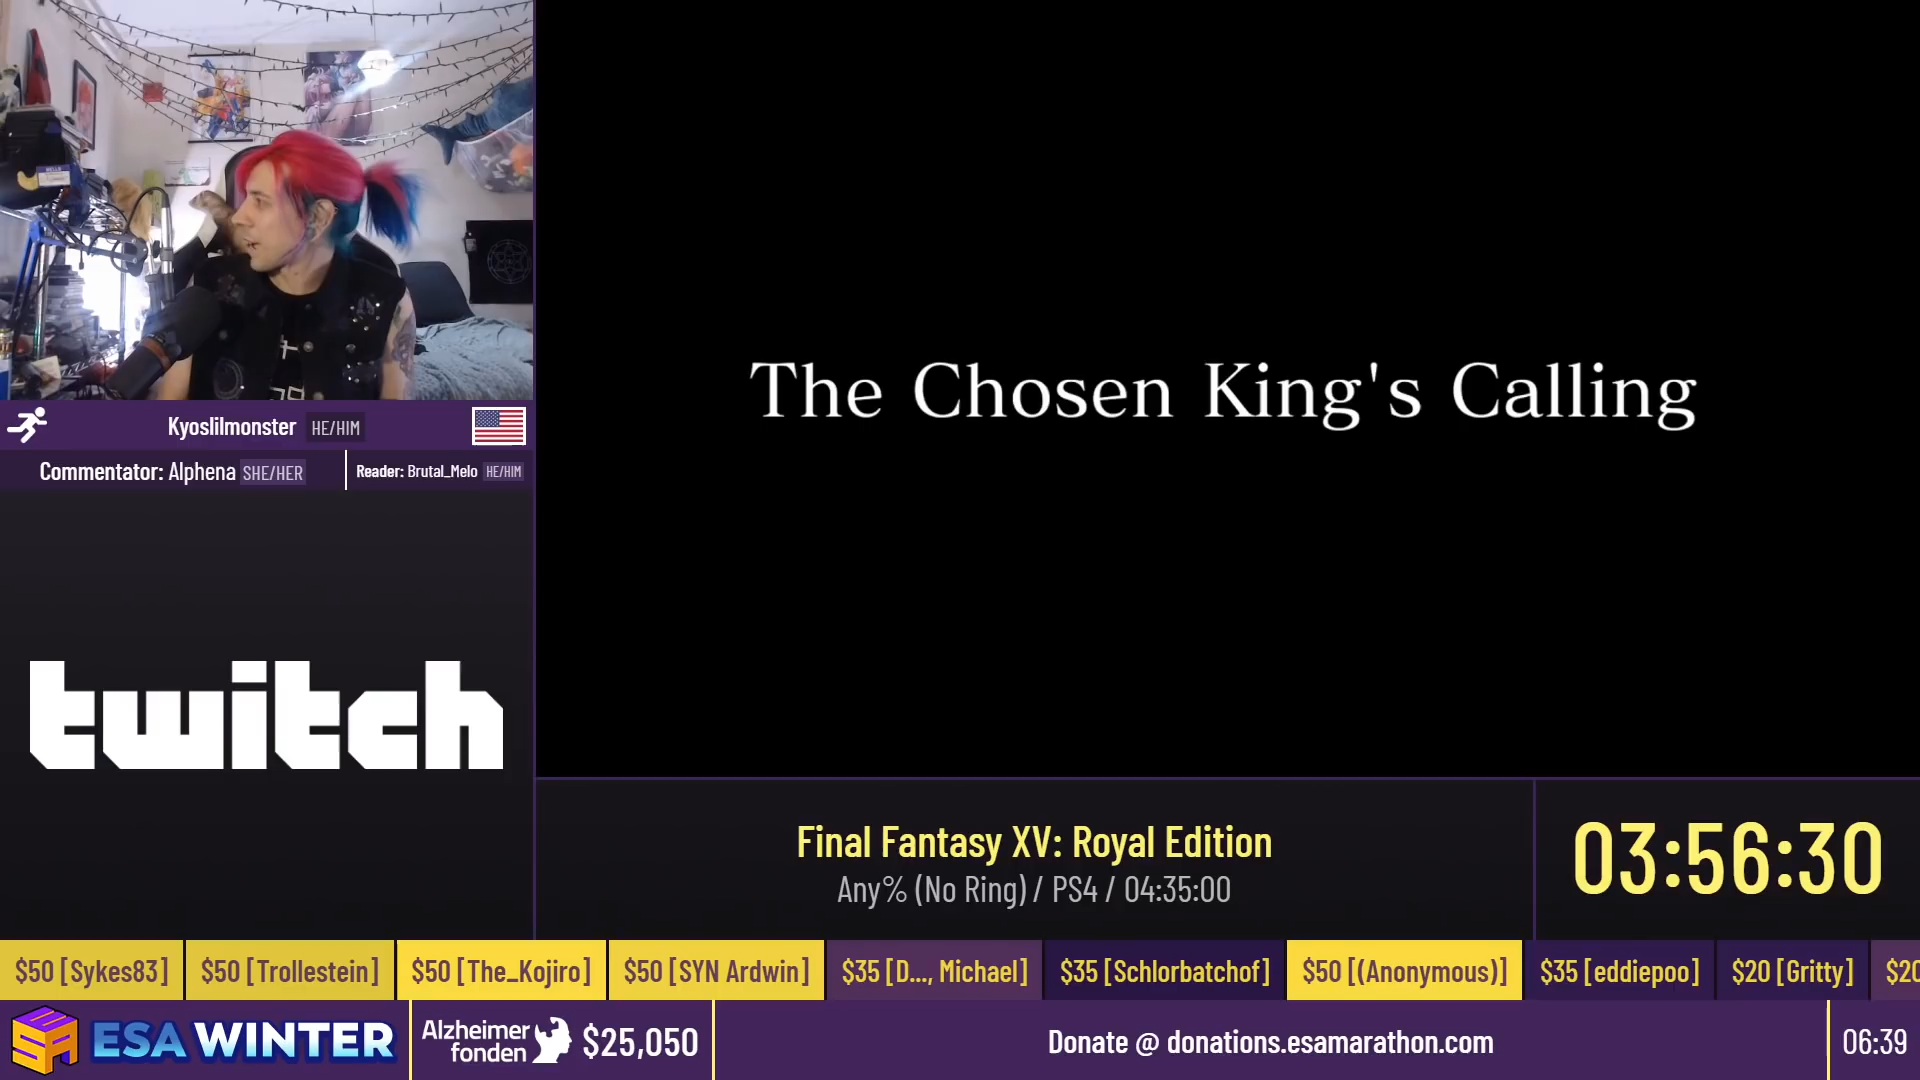 The Chosen King's Calling
Kyoslilmonster HE/HIM
Commentator: Alphena SHE/HER
Reader: Brutal_Melo HE/HIM
twitch
Final Fantasy XV: Royal Edition
Any% (No Ring) / PS4 / 04:35:00
03:56:30
$50 [Sykes83] $50 [Trollestein] $50 [The_Kojiro] $50 [SYN Ardwin] $35 [D..., Michael] $35 [Schlorbatchof] $50 [(Anonymous)] $35 [eddiepoo] $20 [Gritty] $20
ESA WINTER
Alzheimer
fonden
$25,050
Donate @ donations.esamarathon.com
06:39